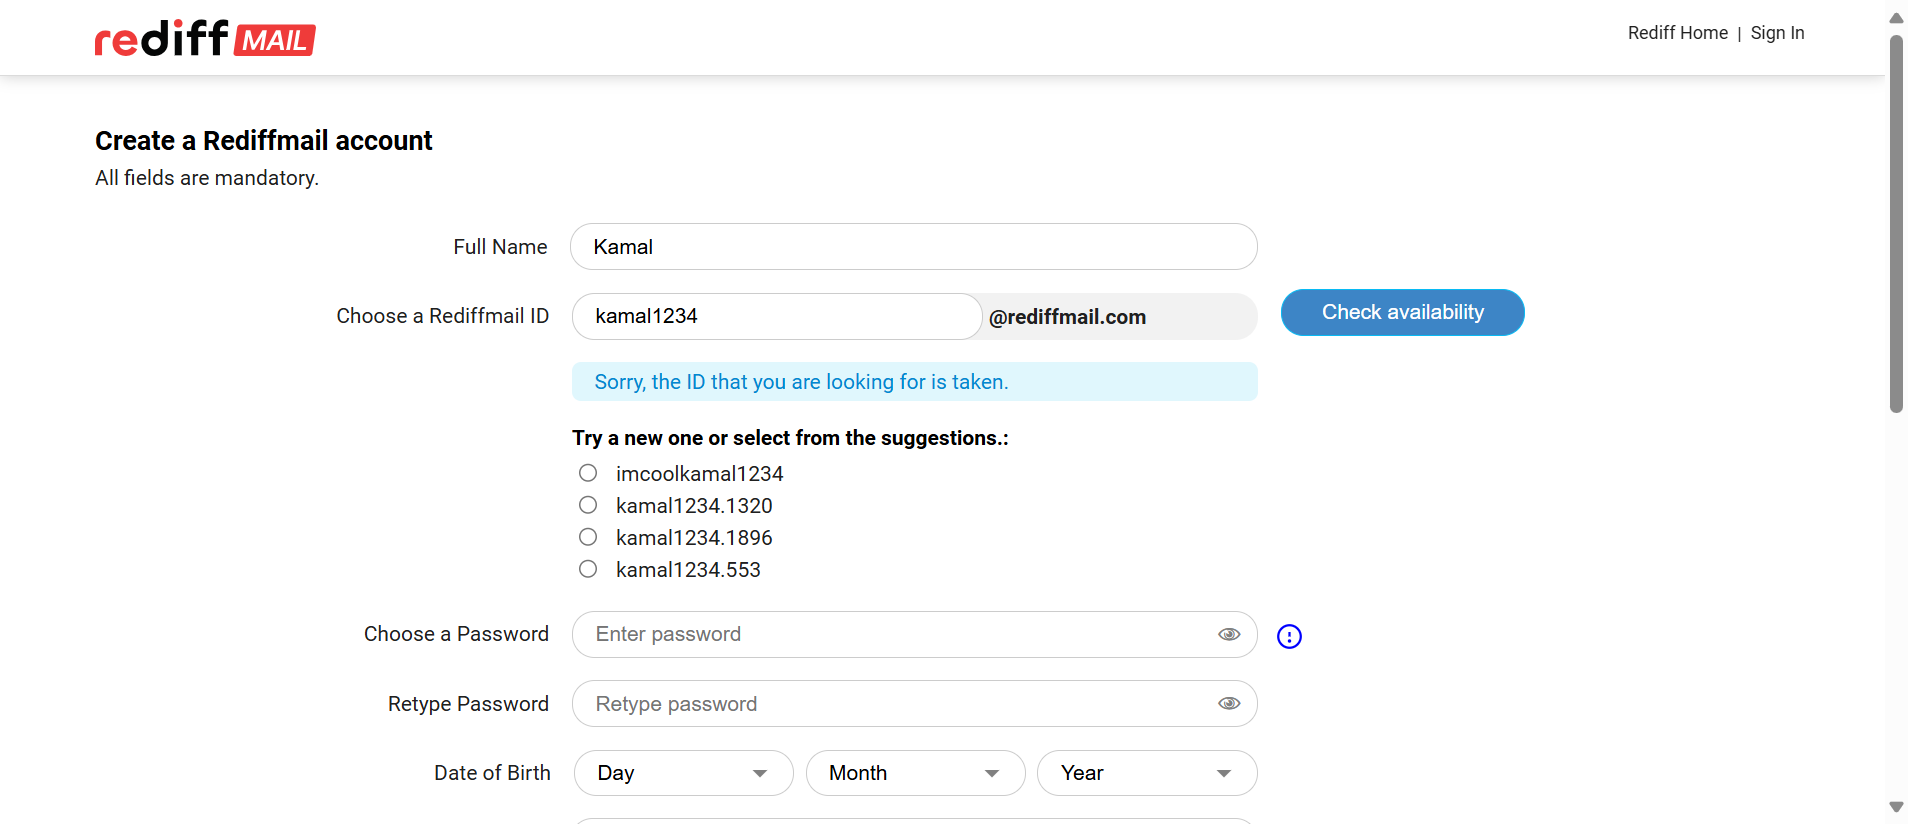 rediff MAIL
Rediff Home | Sign In
Create a Rediffmail account
All fields are mandatory.
Full Name Kamal
Choose a Rediffmail ID kamal1234 @rediffmail.com Check availability
Sorry, the ID that you are looking for is taken.
Try a new one or select from the suggestions.:
imcoolkamal1234
kamal1234.1320
kamal1234.1896
kamal1234.553
Choose a Password Enter password
Retype Password Retype password
Date of Birth Day Month Year